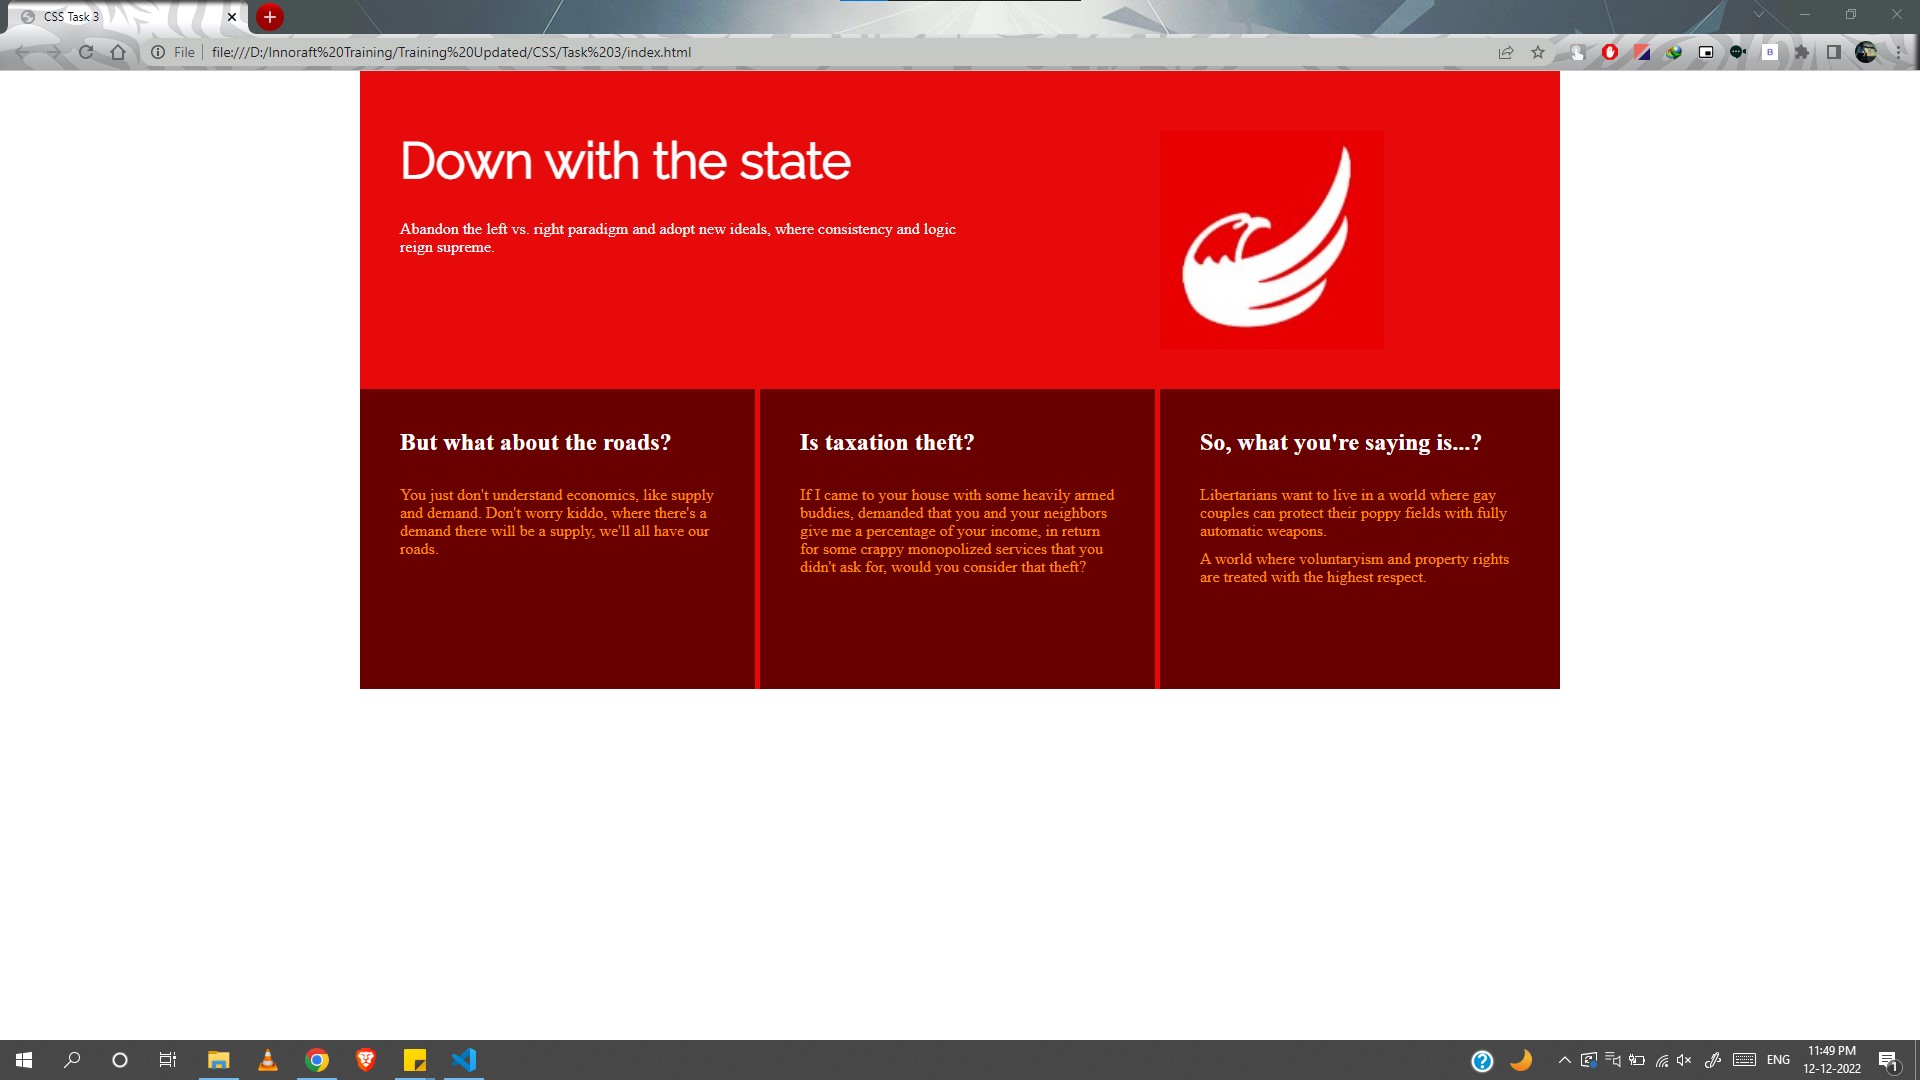 CSS Task 3
File
file:///D:/Innoraft%20Training/Training%20Updated/CSS/Task%203/index.html
B
Down with the state
Abandon the left vs. right paradigm and adopt new ideals, where consistency and logic
reign supreme.
But what about the roads?
You just don't understand economics, like supply
and demand. Don't worry kiddo, where there's a
demand there will be a supply, we'll all have our
roads.
Is taxation theft?
If I came to your house with some heavily armed
buddies, demanded that you and your neighbors
give me a percentage of your income, in return
for some crappy monopolized services that you
didn't ask for, would you consider that theft?
So, what you're saying is...?
Libertarians want to live in a world where gay
couples can protect their poppy fields with fully
automatic weapons.
A world where voluntaryism and property rights
are treated with the highest respect.
ENG
11:49 PM
12-12-2022
1